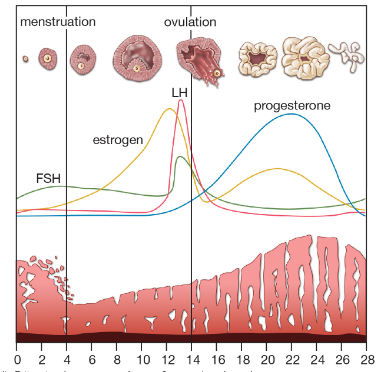 menstruation ovulation
LH
progesterone
estrogen
FSH
0 2 4 6 8 10 12 14 16 18 20 22 24 26 28